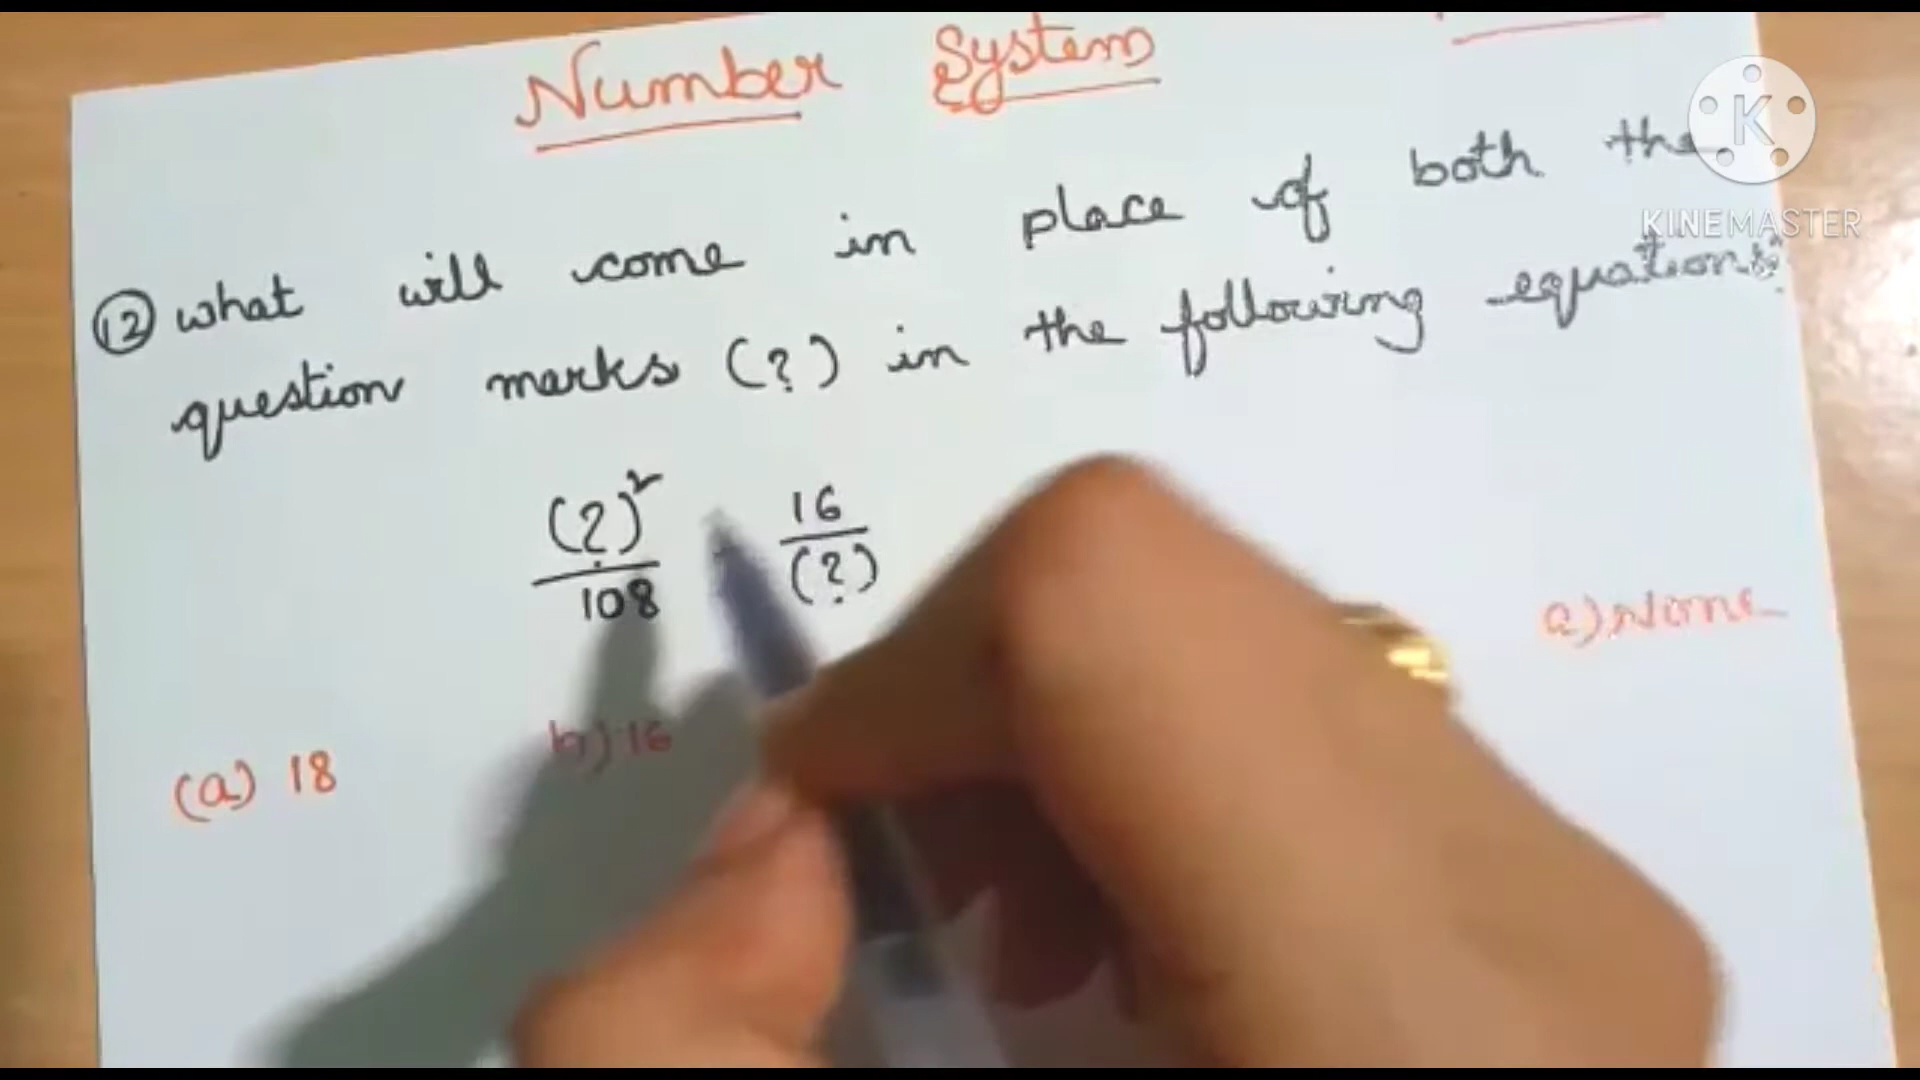 Number System
K
KINEMASTER
(12) what will come in place of both the
question marks (?) in the following equation?
(?)² 16
108 (?)
(a) 18 b) 16 e) None